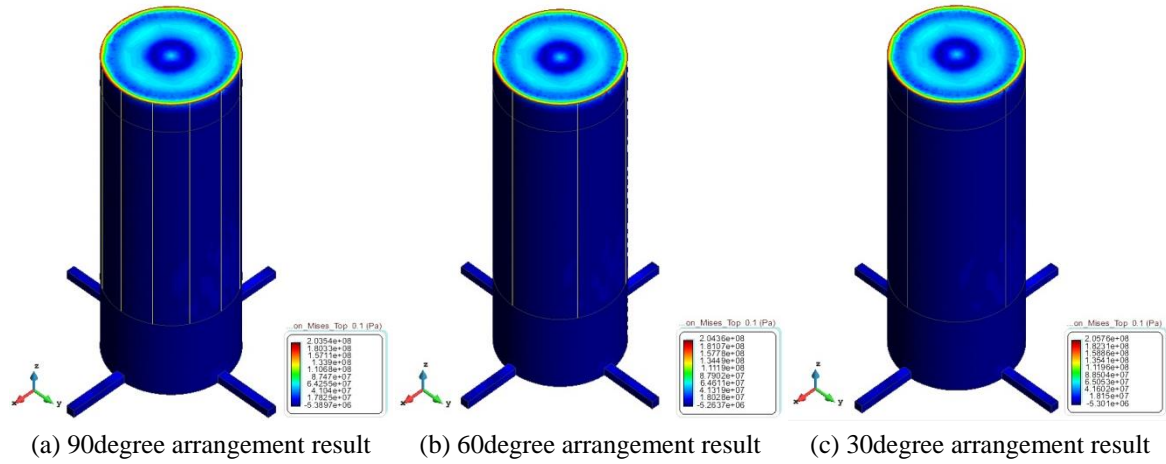 z
x
y
_on_Mises_Top 0.1 (Pa)
2.0354e+08
1.8033e+08
1.5711e+08
1.339e+08
1.1068e+08
8.747e+07
6.4255e+07
4.104e+07
1.7825e+07
-5.3897e+06
(a) 90degree arrangement result
z
x
y
_on_Mises_Top 0.1 (Pa)
2.0436e+08
1.8107e+08
1.5778e+08
1.3449e+08
1.1119e+08
8.7902e+07
6.4611e+07
4.1319e+07
1.8028e+07
-5.2637e+06
(b) 60degree arrangement result
z
x
y
_on_Mises_Top 0.1 (Pa)
2.0576e+08
1.8231e+08
1.5886e+08
1.3541e+08
1.1196e+08
8.8504e+07
6.5053e+07
4.1602e+07
1.815e+07
-5.301e+06
(c) 30degree arrangement result